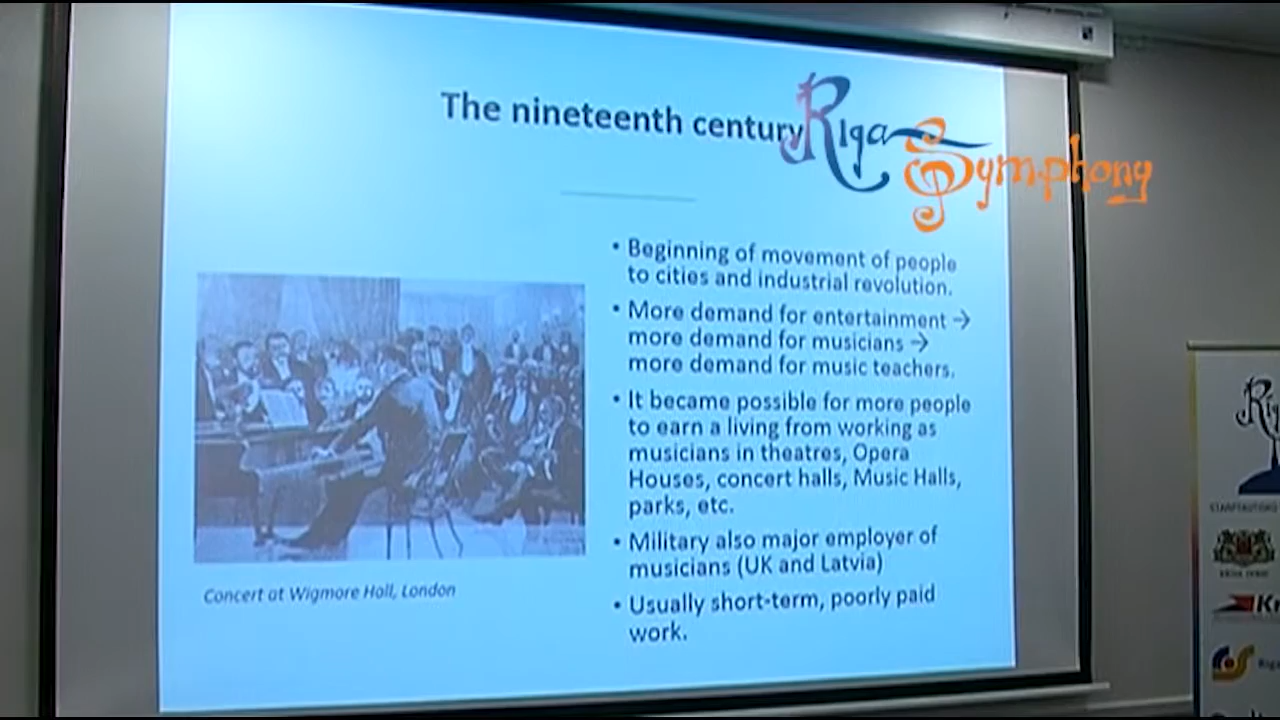 The nineteenth century
Riga
Symphony
• Beginning of movement of people
to cities and industrial revolution.
• More demand for entertainment →
more demand for musicians →
more demand for music teachers.
• It became possible for more people
to earn a living from working as
musicians in theatres, Opera
Houses, concert halls, Music Halls,
parks, etc.
• Military also major employer of
musicians (UK and Latvia)
• Usually short-term, poorly paid
work.
Concert at Wigmore Hall, London